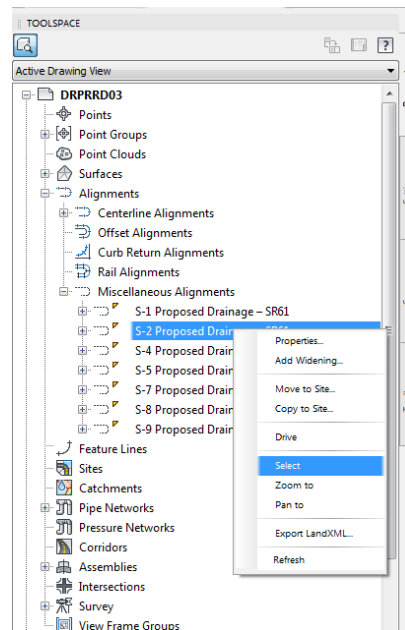 TOOLSPACE
Active Drawing View
DRPRRD03
Points
Point Groups
Point Clouds
Surfaces
Alignments
Centerline Alignments
Offset Alignments
Curb Return Alignments
Rail Alignments
Miscellaneous Alignments
S-1 Proposed Drainage – SR61
S-2 Proposed Drain
S-4 Proposed Drain
S-5 Proposed Drain
S-7 Proposed Drain
S-8 Proposed Drain
S-9 Proposed Drain
Feature Lines
Sites
Catchments
Pipe Networks
Pressure Networks
Corridors
Assemblies
Intersections
Survey
View Frame Groups
Properties...
Add Widening...
Move to Site...
Copy to Site...
Drive
Select
Zoom to
Pan to
Export LandXML...
Refresh